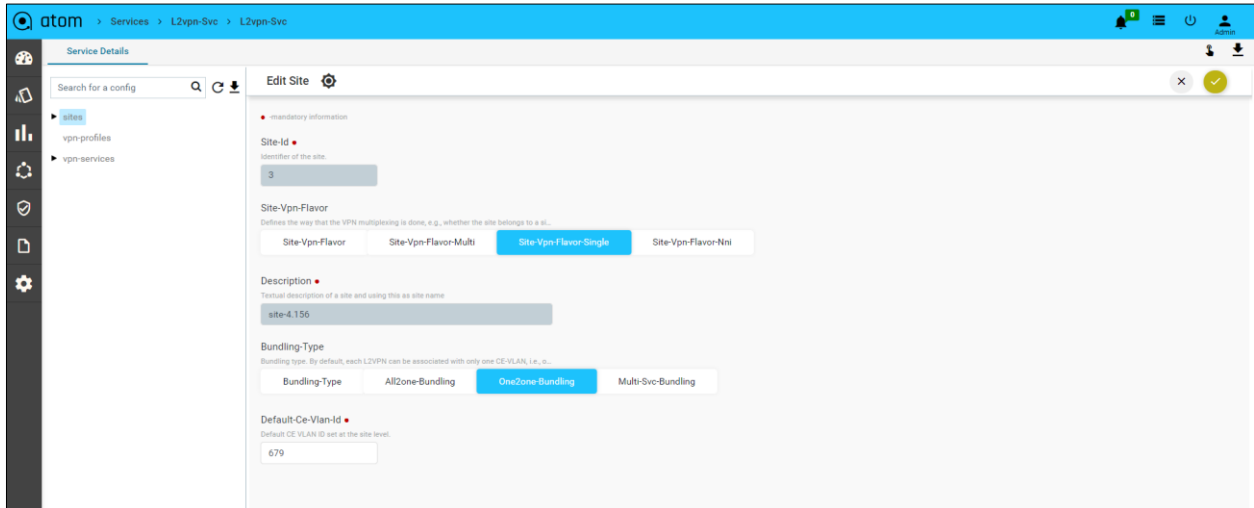 atom > Services > L2vpn-Svc > L2vpn-Svc
0
Admin
Service Details
Search for a config
sites
vpn-profiles
vpn-services
Edit Site
-mandatory information
Site-Id
Identifier of the site.
3
Site-Vpn-Flavor
Defines the way that the VPN multiplexing is done, e.g., whether the site belongs to a si...
Site-Vpn-Flavor Site-Vpn-Flavor-Multi Site-Vpn-Flavor-Single Site-Vpn-Flavor-Nni
Description
Textual description of a site and using this as site name
site-4.156
Bundling-Type
Bundling type. By default, each L2VPN can be associated with only one CE-VLAN, i.e., o...
Bundling-Type All2one-Bundling One2one-Bundling Multi-Svc-Bundling
Default-Ce-Vlan-Id
Default CE VLAN ID set at the site level.
679